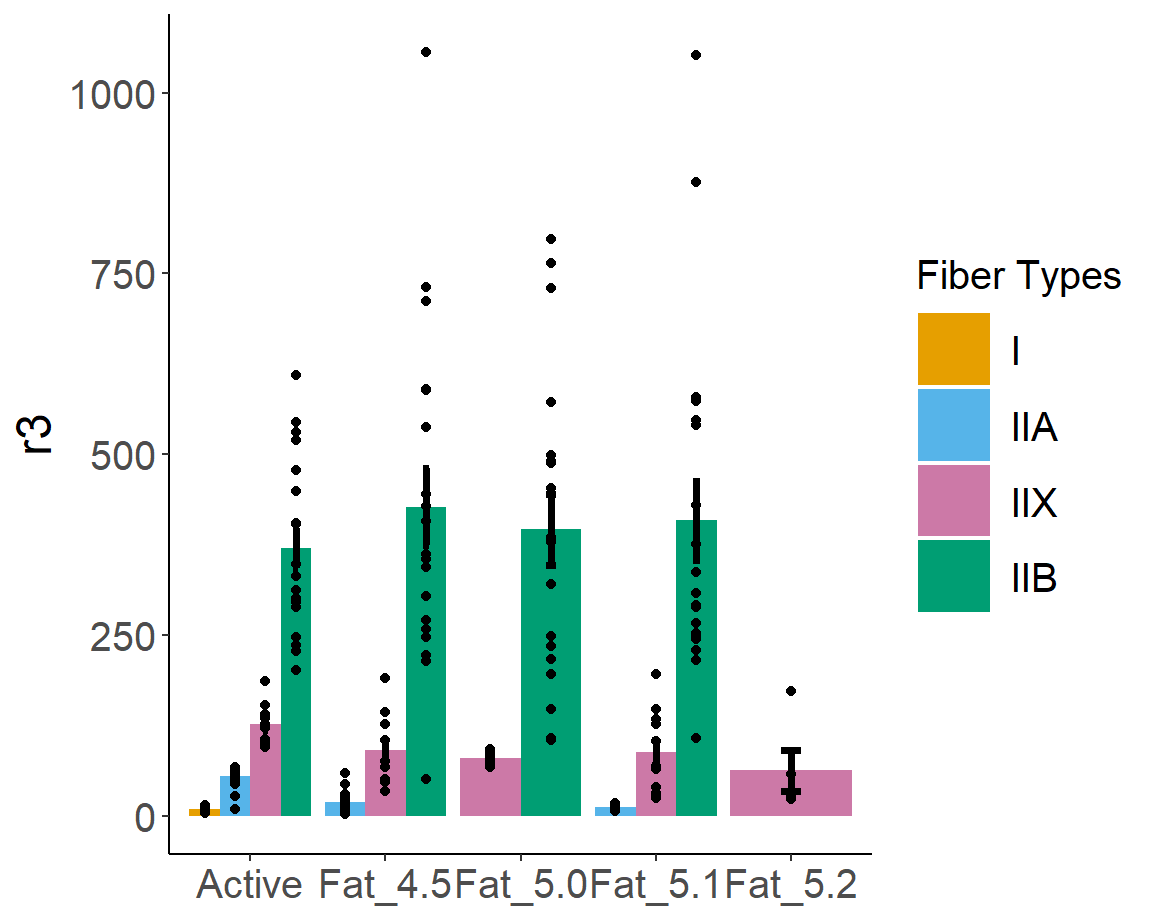 r3
1000
750
500
250
0
Active Fat_4.5 Fat_5.0 Fat_5.1 Fat_5.2
Fiber Types
I
IIA
IIX
IIB